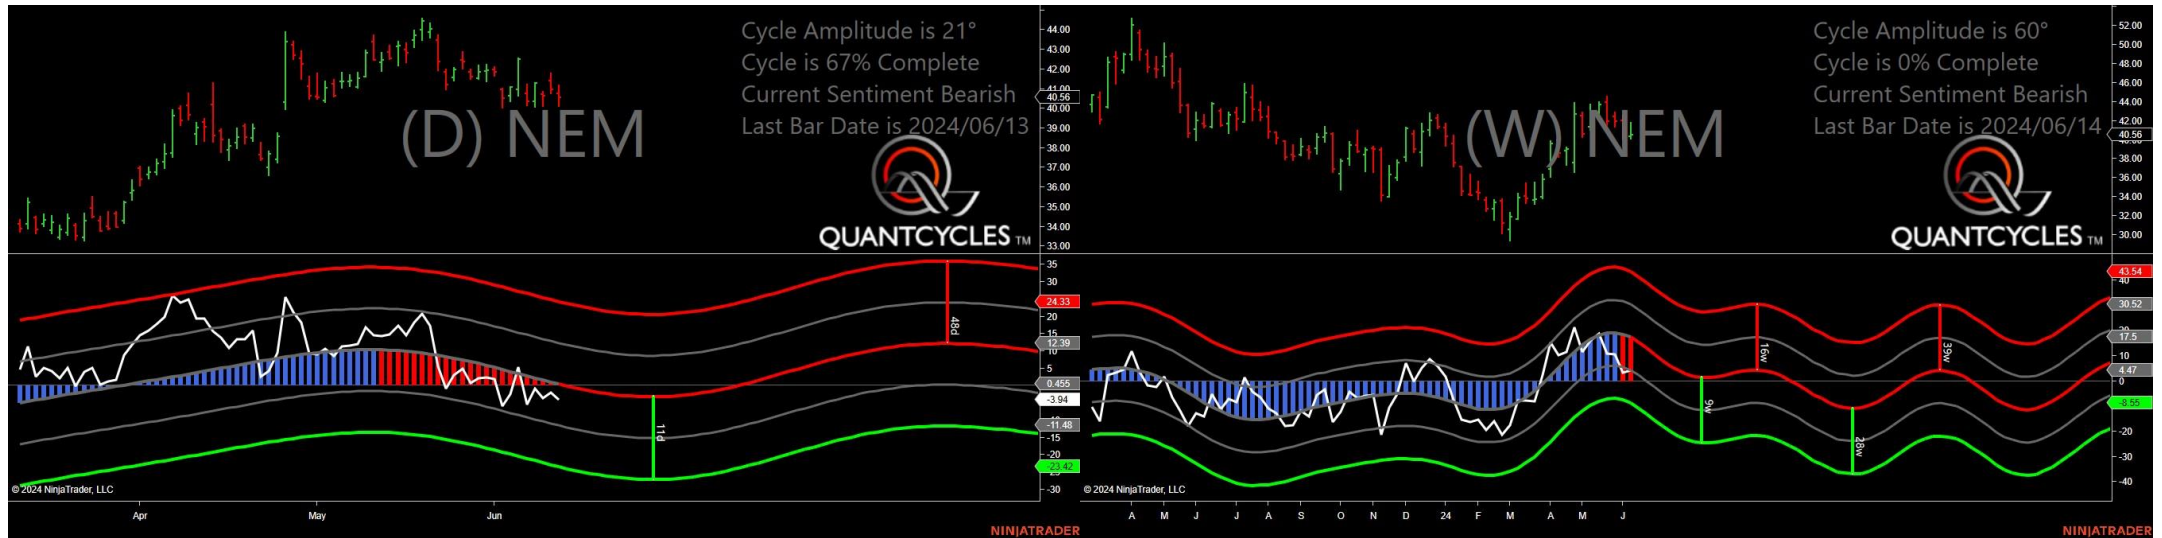 Cycle Amplitude is 21°
Cycle is 67% Complete
Current Sentiment Bearish
Last Bar Date is 2024/06/13
(D) NEM
QUANTCYCLES TM
44.00
43.00
42.00
41.00
40.56
40.00
39.00
38.00
37.00
36.00
35.00
34.00
33.00
35
30
24.33
20
15
12.39
10
5
0.455
-3.94
-11.48
-15
-20
-23.42
-30
48d
11d
© 2024 NinjaTrader, LLC
Apr May Jun
NINJATRADER
Cycle Amplitude is 60°
Cycle is 0% Complete
Current Sentiment Bearish
Last Bar Date is 2024/06/14
(W) NEM
QUANTCYCLES TM
52.00
50.00
48.00
46.00
44.00
42.00
40.56
38.00
36.00
34.00
32.00
30.00
43.54
40
30.52
17.5
10
4.47
0
-8.55
-20
-30
-40
16w
39w
9w
28w
© 2024 NinjaTrader, LLC
A M J J A S O N D 24 F M A M J
NINJATRADER